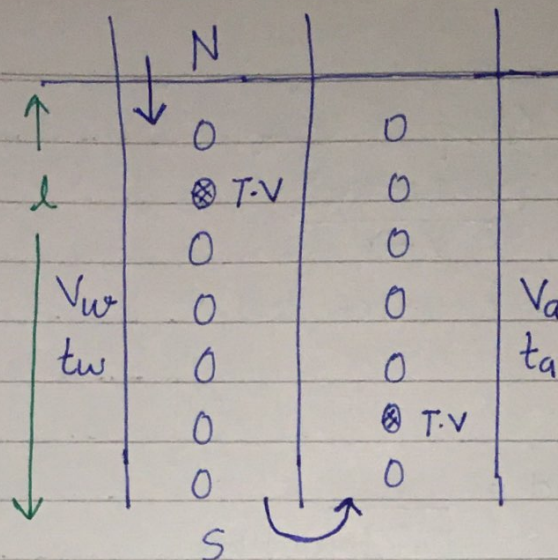 N
O O
T.V O
O O
l
Vw O O Va
tw O O ta
O T.V
O O
S